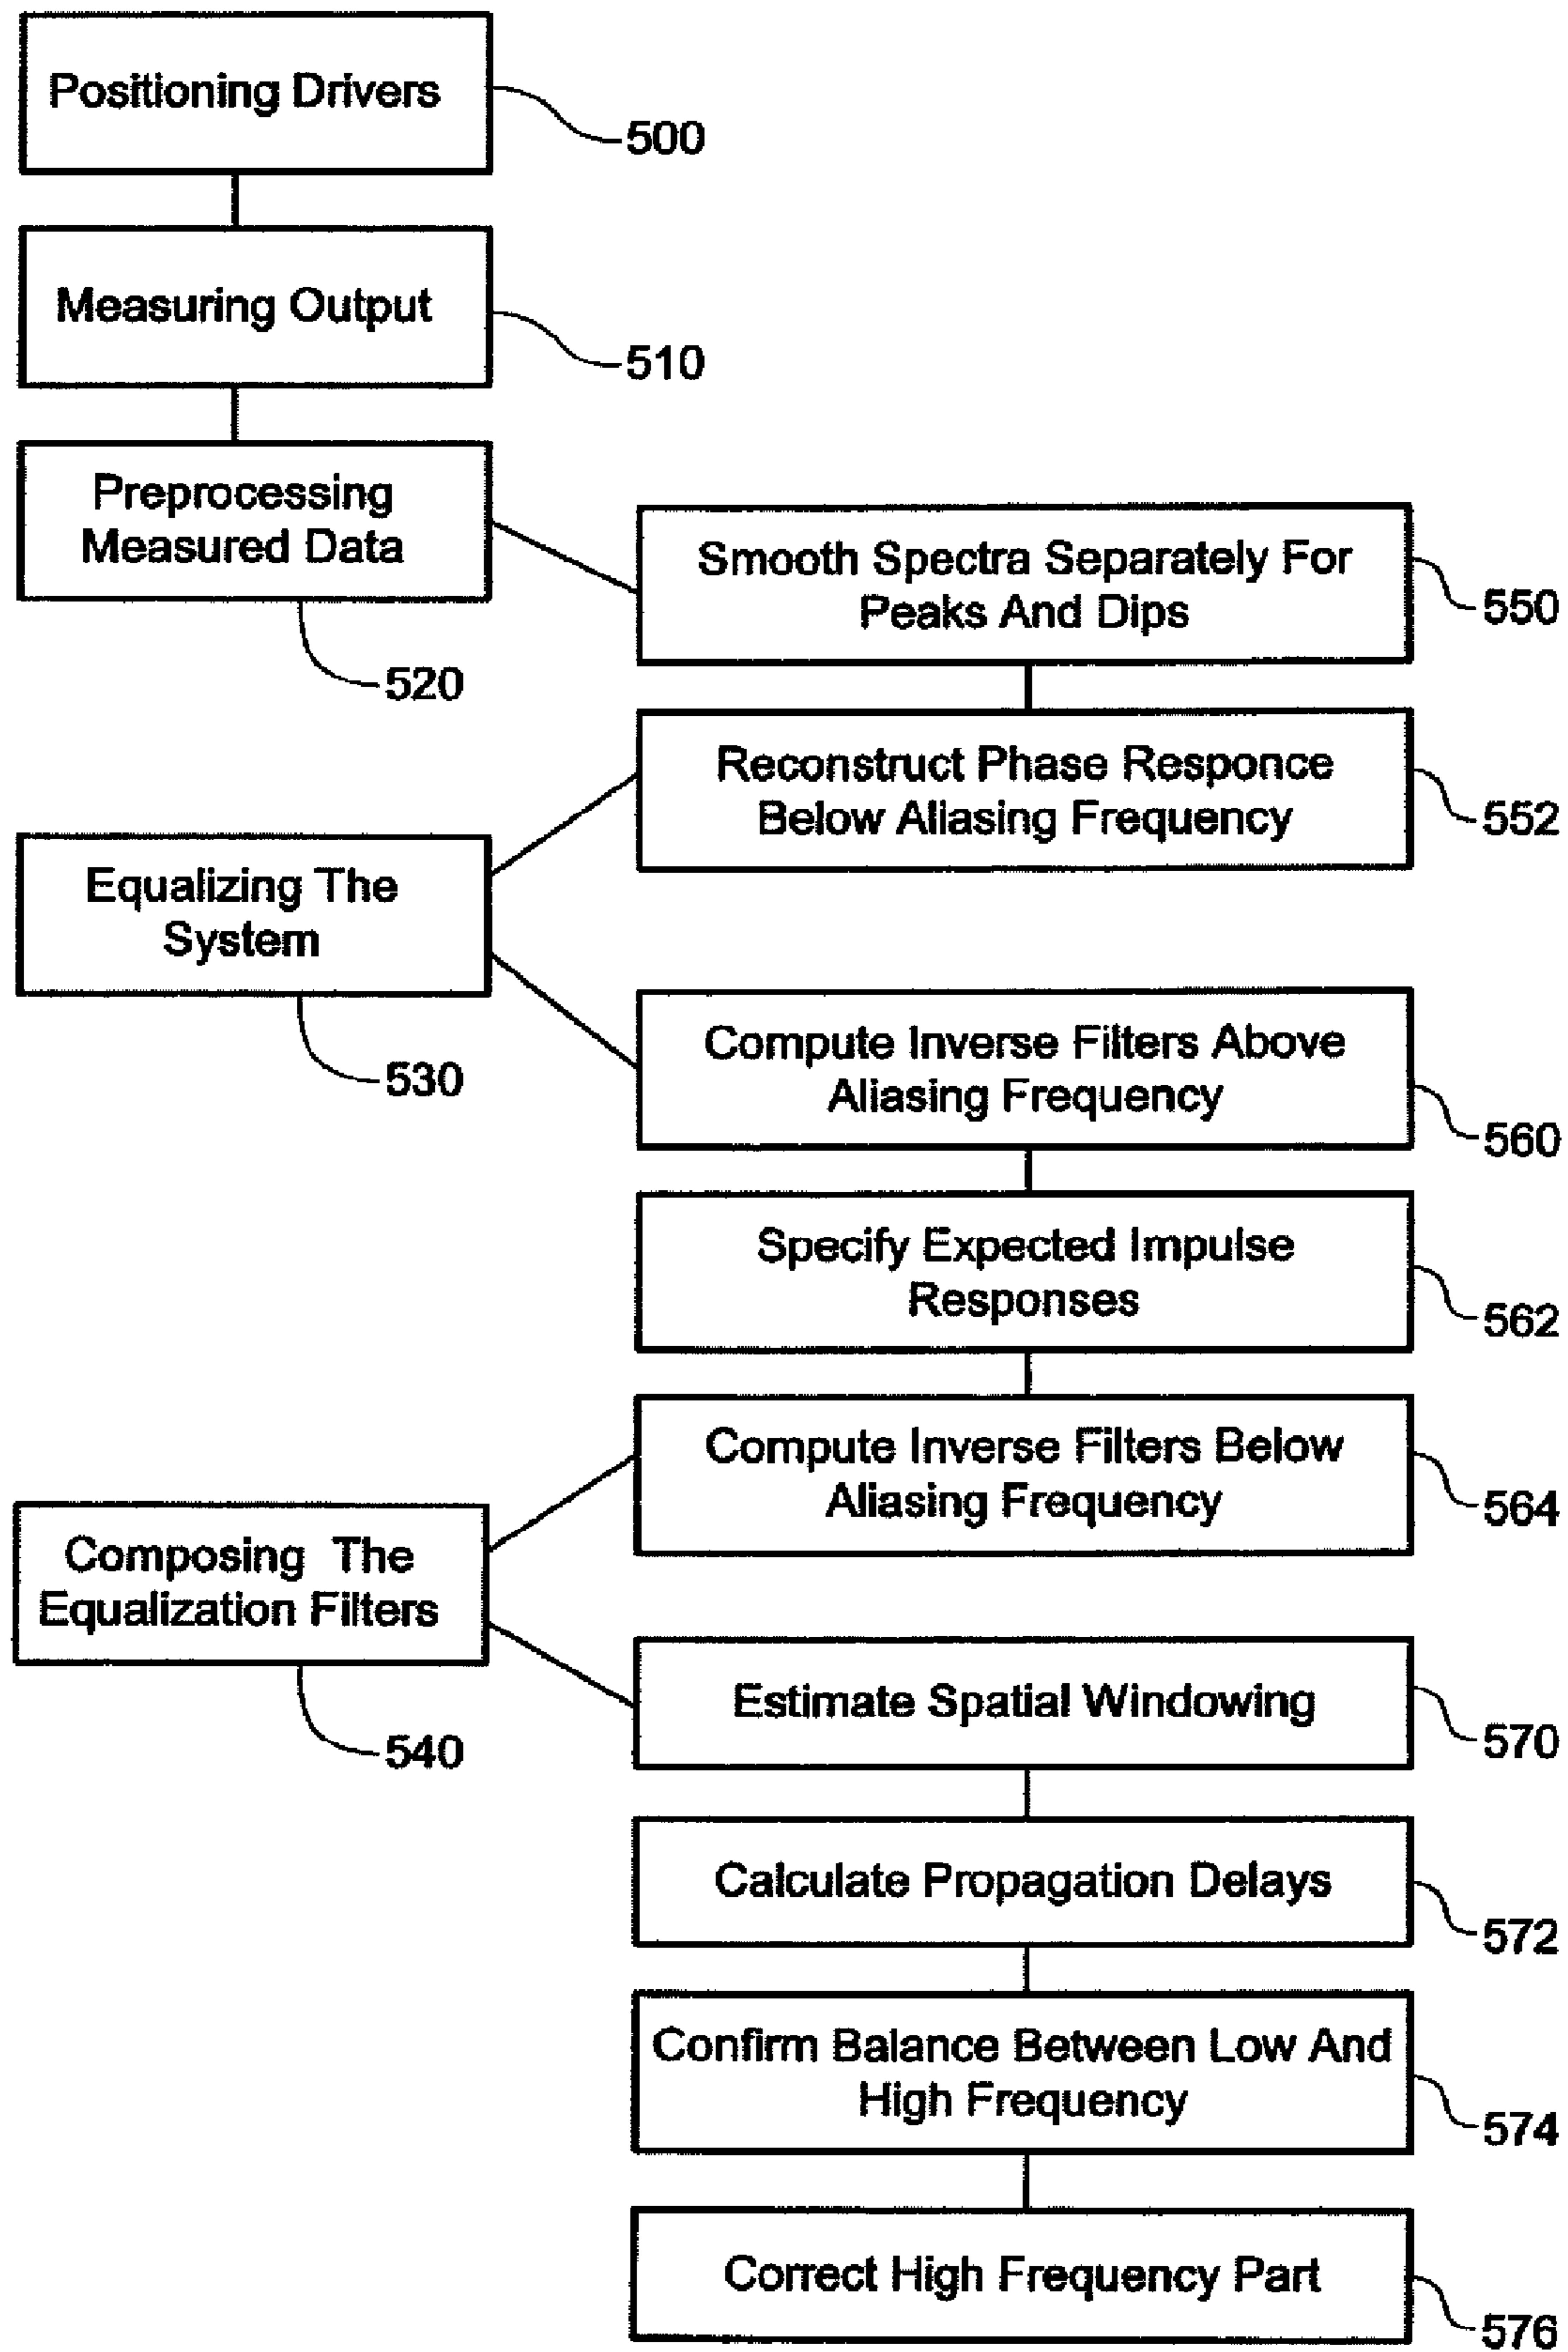 Positioning Drivers
500
Measuring Output
510
Preprocessing
Measured Data
520
Smooth Spectra Separately For
Peaks And Dips
550
Reconstruct Phase Responce
Below Aliasing Frequency
552
Equalizing The
System
530
Compute Inverse Filters Above
Aliasing Frequency
560
Specify Expected Impulse
Responses
562
Compute Inverse Filters Below
Aliasing Frequency
564
Composing The
Equalization Filters
540
Estimate Spatial Windowing
570
Calculate Propagation Delays
572
Confirm Balance Between Low And
High Frequency
574
Correct High Frequency Part
576